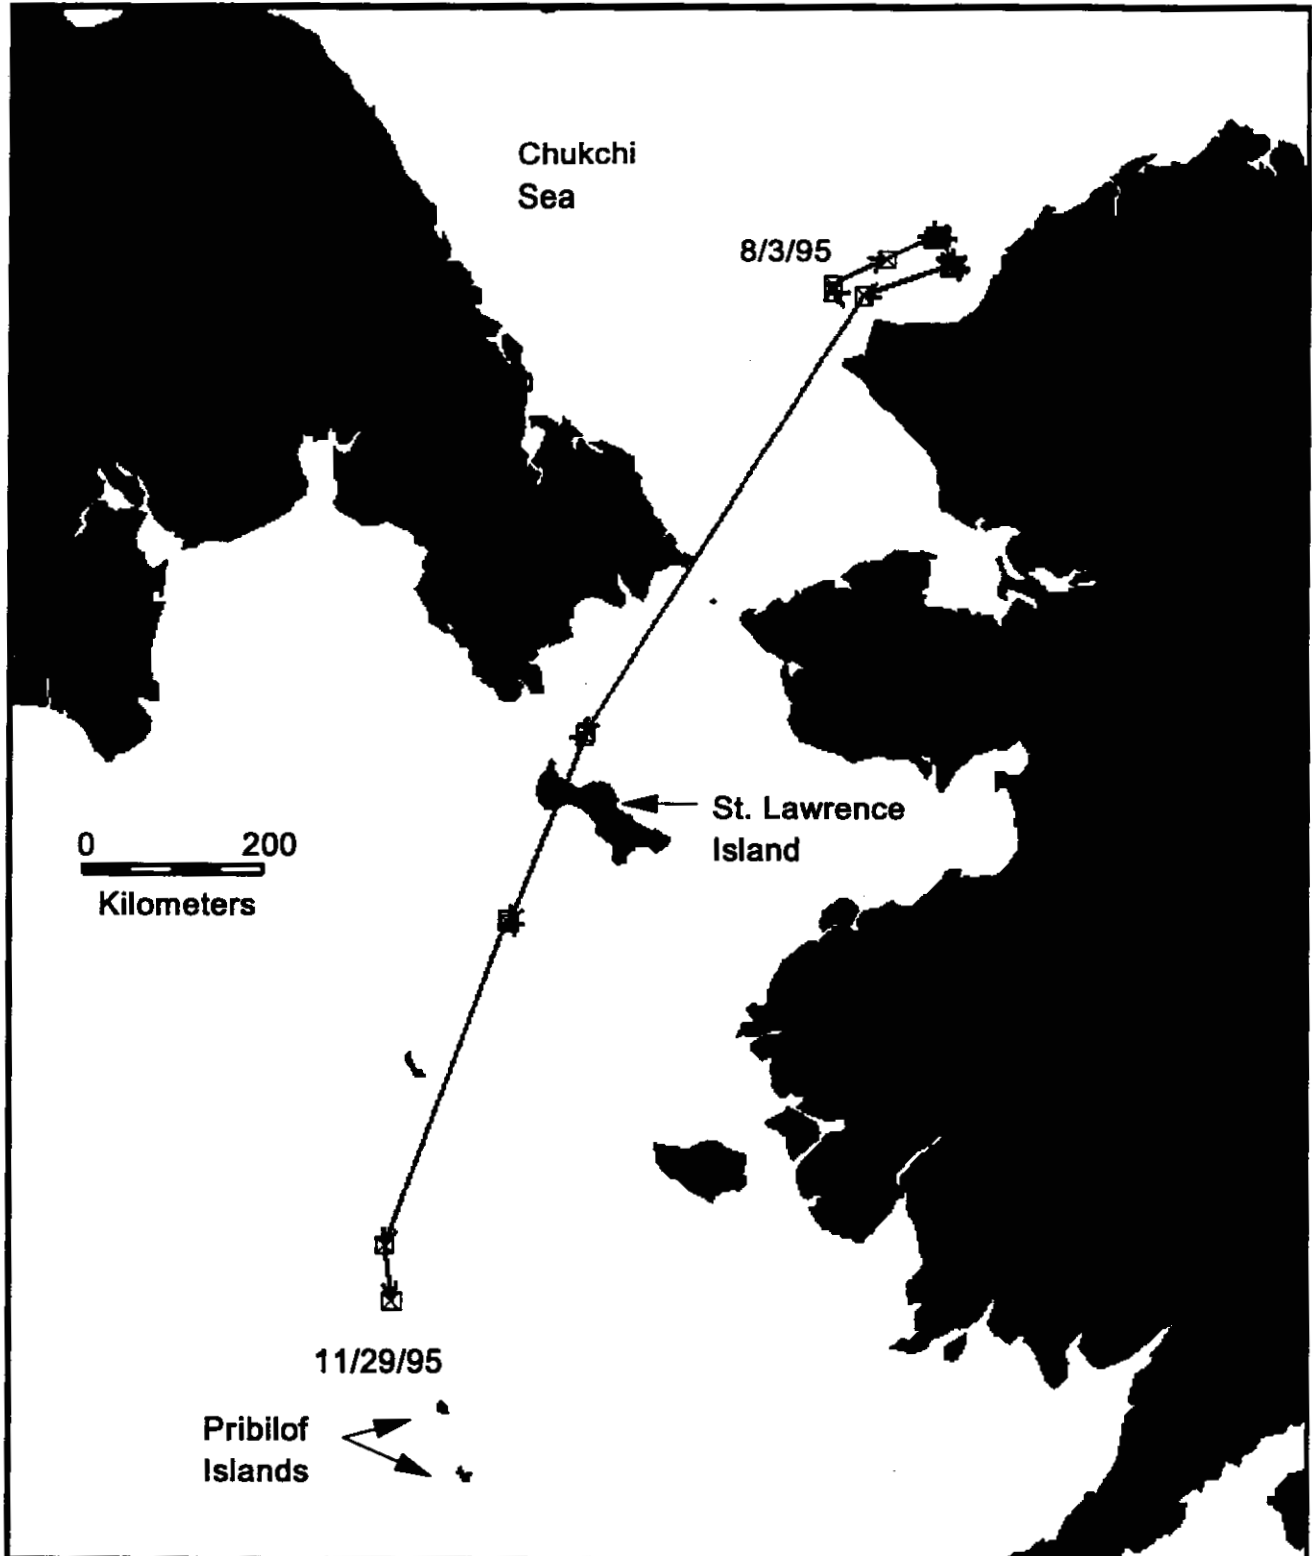 Chukchi
Sea
8/3/95
St. Lawrence
Island
0 200
Kilometers
11/29/95
Pribilof
Islands